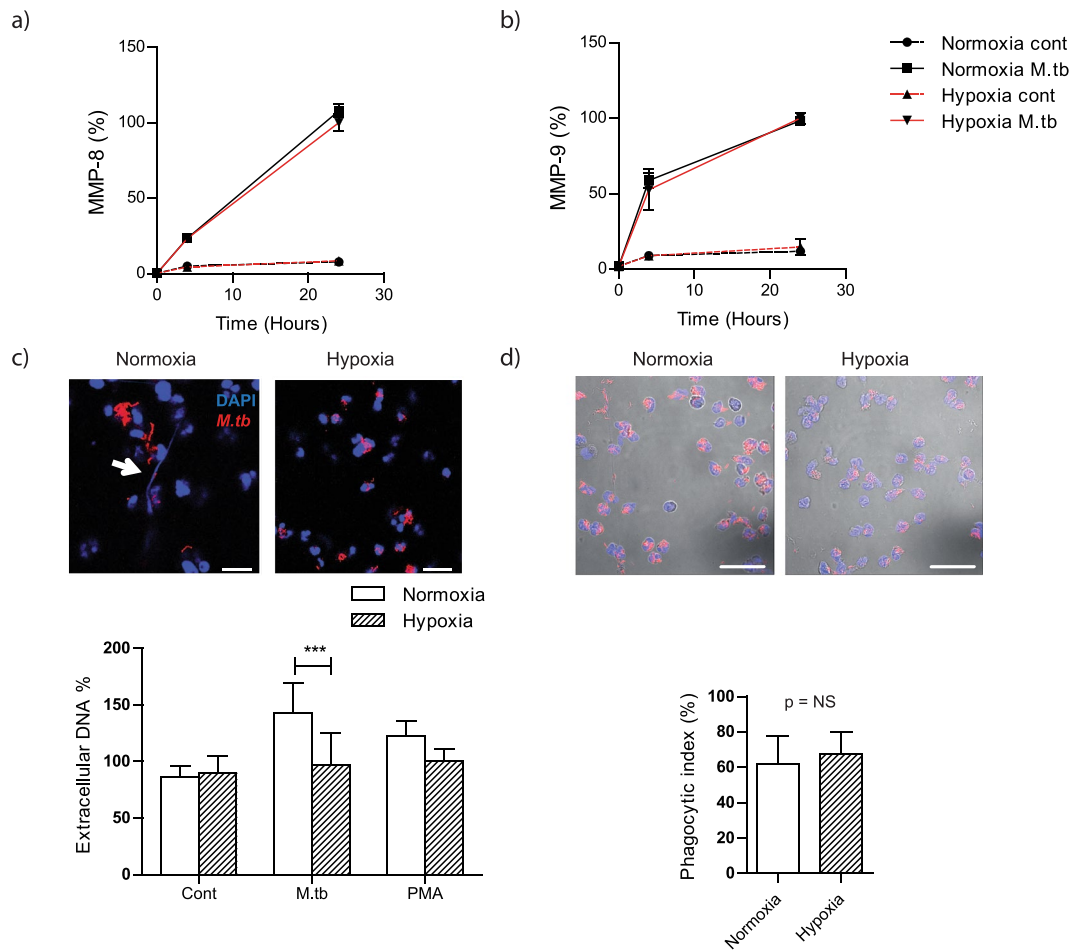 a)
150
100
50
0
MMP-8 (%)
0 10 20 30
Time (Hours)
b)
150
100
50
0
MMP-9 (%)
0 10 20 30
Time (Hours)
Normoxia cont
Normoxia M.tb
Hypoxia cont
Hypoxia M.tb
c)
Normoxia
Hypoxia
DAPI
M.tb
Normoxia
Hypoxia
200
150
100
50
0
Extracellular DNA %
***
Cont M.tb PMA
d)
Normoxia
Hypoxia
100
80
60
40
20
0
Phagocytic index (%)
p = NS
Normoxia
Hypoxia